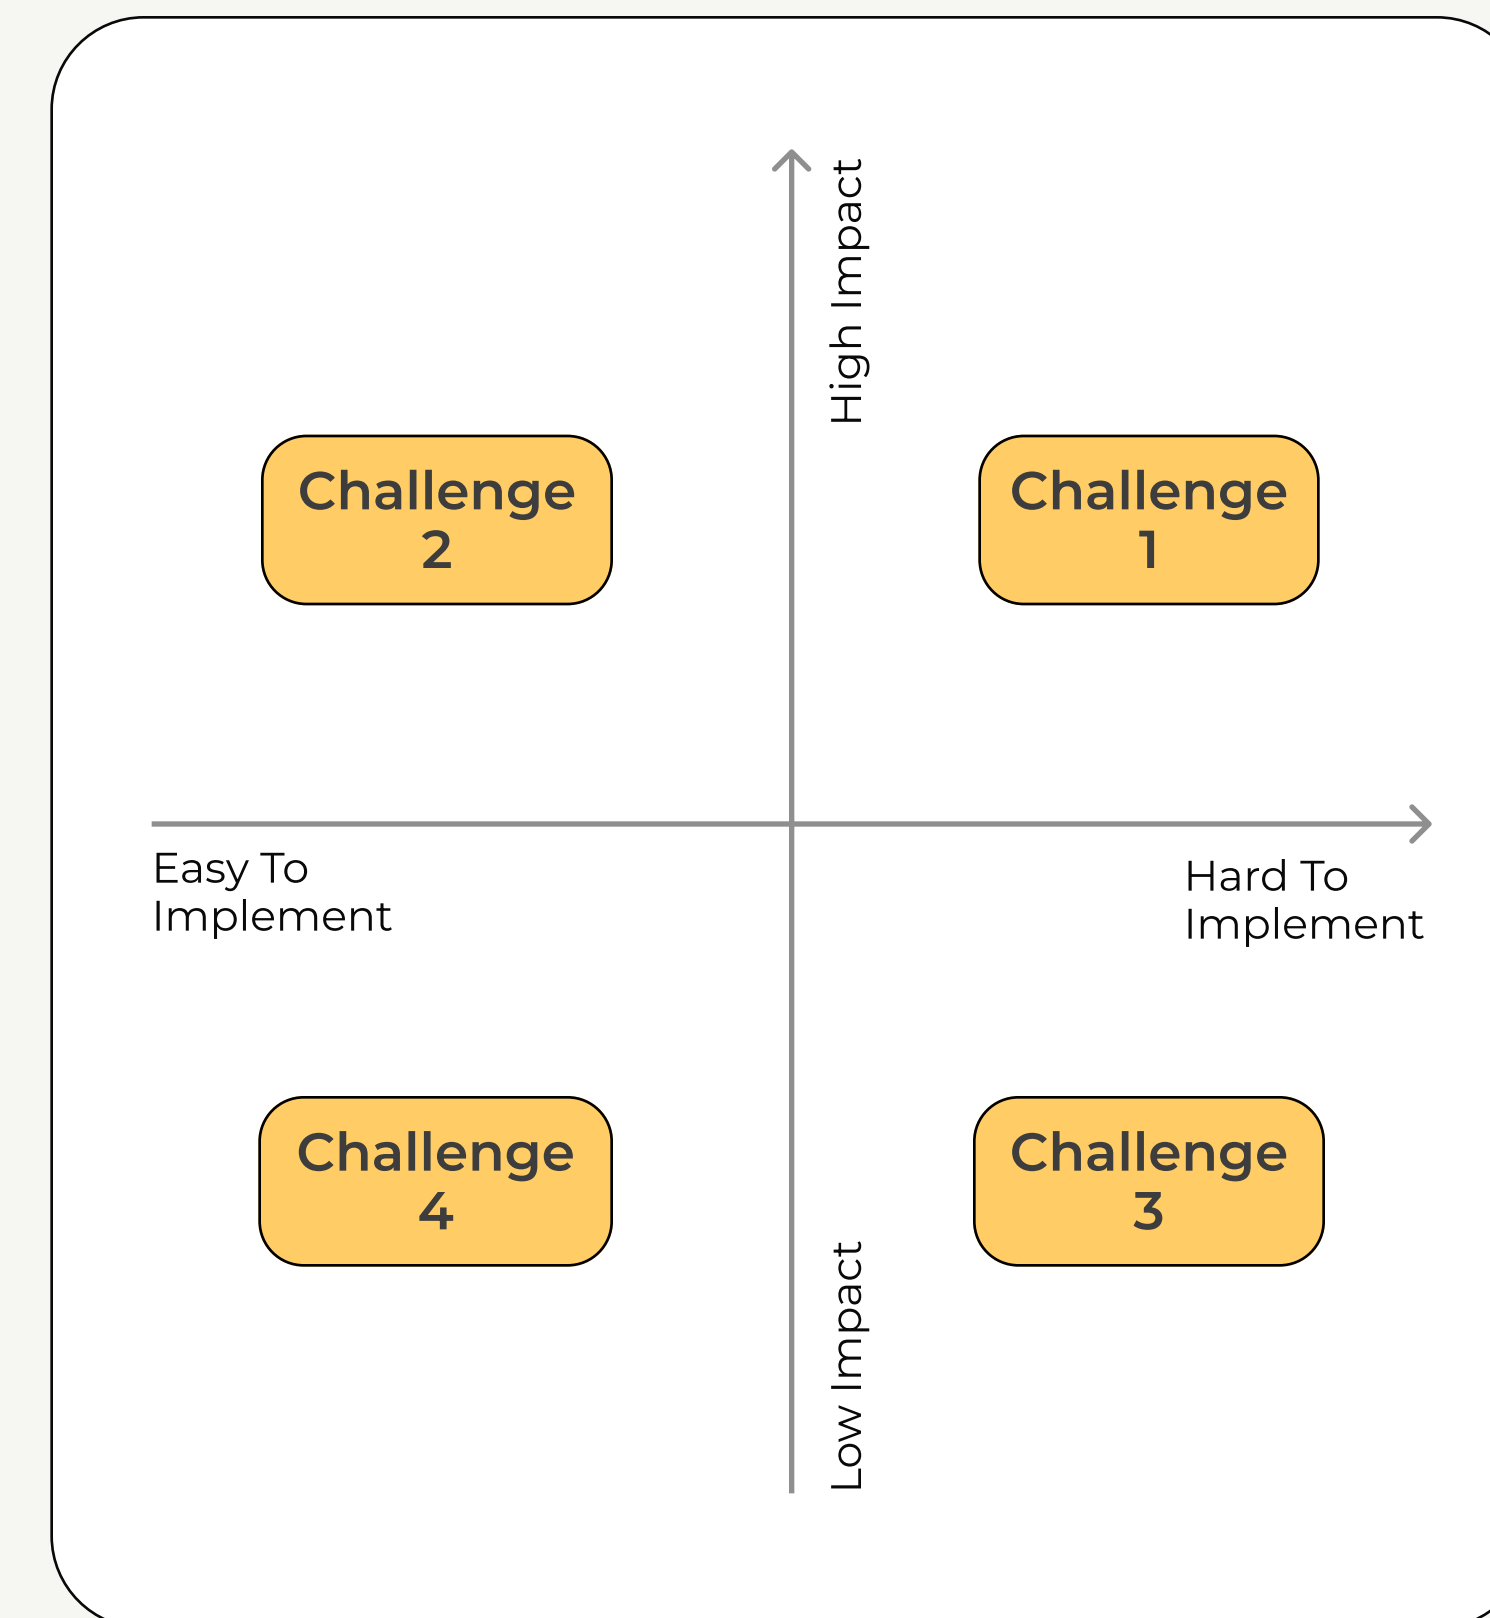 High Impact
Challenge
2
Challenge
1
Easy To
Implement
Hard To
Implement
Challenge
4
Challenge
3
Low Impact